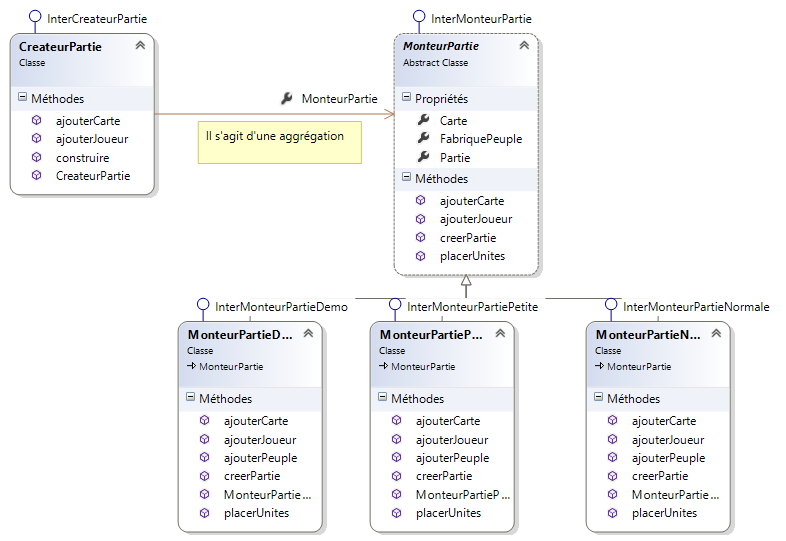 InterCreateurPartie
CreateurPartie
Classe
Méthodes
ajouterCarte
ajouterJoueur
construire
CreateurPartie
MonteurPartie
Il s'agit d'une aggrégation
InterMonteurPartie
MonteurPartie
Abstract Classe
Propriétés
Carte
FabriquePeuple
Partie
Méthodes
ajouterCarte
ajouterJoueur
creerPartie
placerUnites
InterMonteurPartieDemo
MonteurPartieD...
Classe
MonteurPartie
Méthodes
ajouterCarte
ajouterJoueur
ajouterPeuple
creerPartie
MonteurPartie...
placerUnites
InterMonteurPartiePetite
MonteurPartieP...
Classe
MonteurPartie
Méthodes
ajouterCarte
ajouterJoueur
ajouterPeuple
creerPartie
MonteurPartieP...
placerUnites
InterMonteurPartieNormale
MonteurPartieN...
Classe
MonteurPartie
Méthodes
ajouterCarte
ajouterJoueur
ajouterPeuple
creerPartie
MonteurPartie...
placerUnites